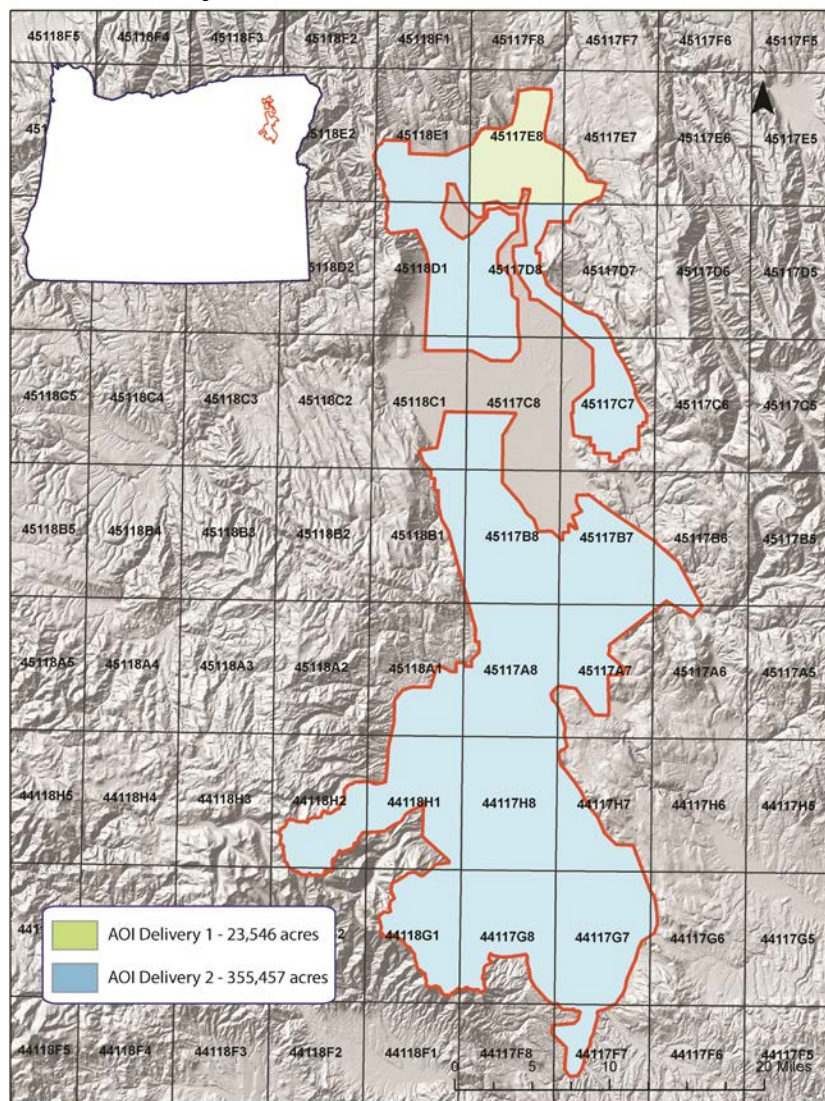 45118F5 45118F4 45118F3 45118F2 45118F1 45117F8 45117F7 45117F6 45117F5
45118E2 45118E1 45117E8 45117E7 45117E6 45117E5
45118D2 45118D1 45117D8 45117D7 45117D6 45117D5
45118C5 45118C4 45118C3 45118C2 45118C1 45117C8 45117C7 45117C6 45117C5
45118B5 45118B4 45118B3 45118B2 45118B1 45117B8 45117B7 45117B6 45117B5
45118A5 45118A4 45118A3 45118A2 45118A1 45117A8 45117A7 45117A6 45117A5
44118H5 44118H4 44118H3 44118H2 44118H1 44117H8 44117H7 44117H6 44117H5
44118G1 44117G8 44117G7 44117G6 44117G5
AOI Delivery 1 - 23,546 acres
AOI Delivery 2 - 355,457 acres
44118F5 44118F4 44118F3 44118F2 44118F1 44117F8 44117F7 44117F6 44117F5
0 5 10 20 Miles